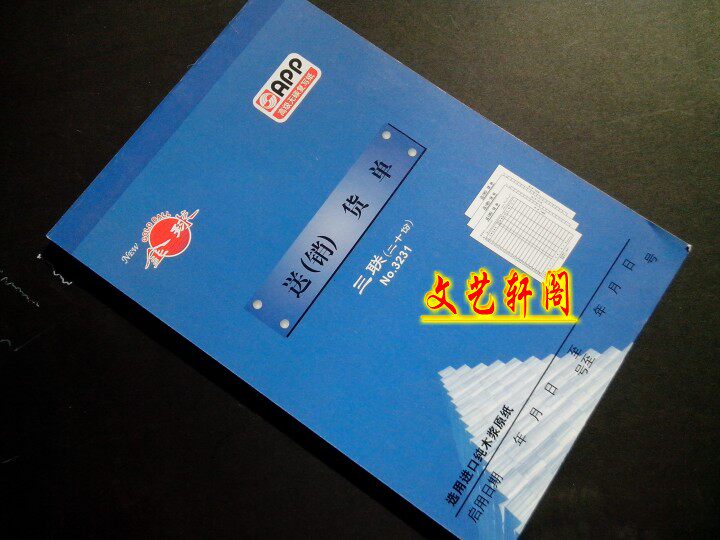 APP
New
金球
送(销)货单
三联(二十份)
No.3231
文艺轩阁
选用进口纯木浆原纸
启用日期 年 月 日 至 年 月 日
号至 号